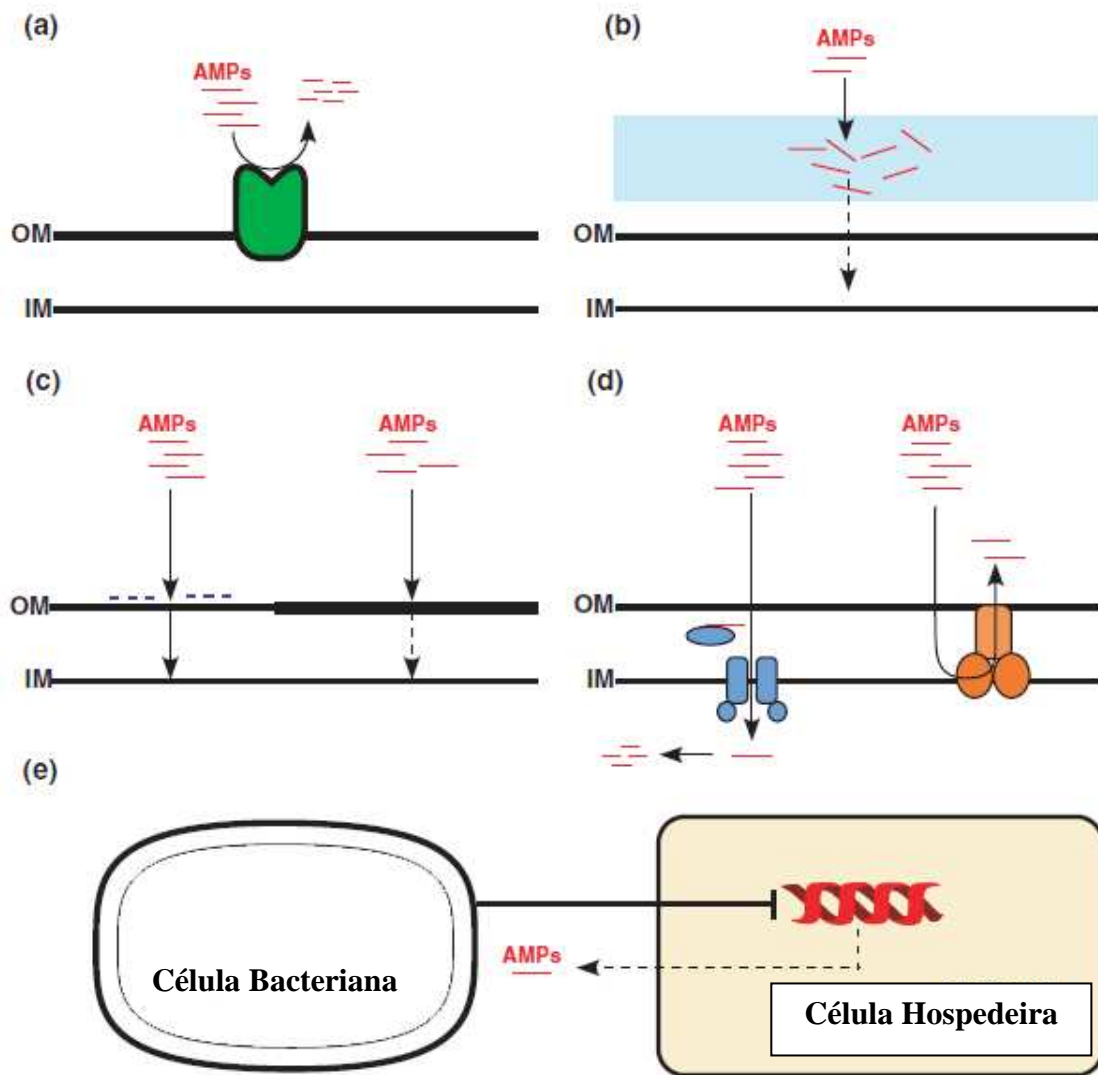 (a)
AMPs
OM
IM
(b)
AMPs
OM
IM
(c)
AMPs
AMPs
OM
IM
(d)
AMPs
AMPs
OM
IM
(e)
Célula Bacteriana
AMPs
Célula Hospedeira